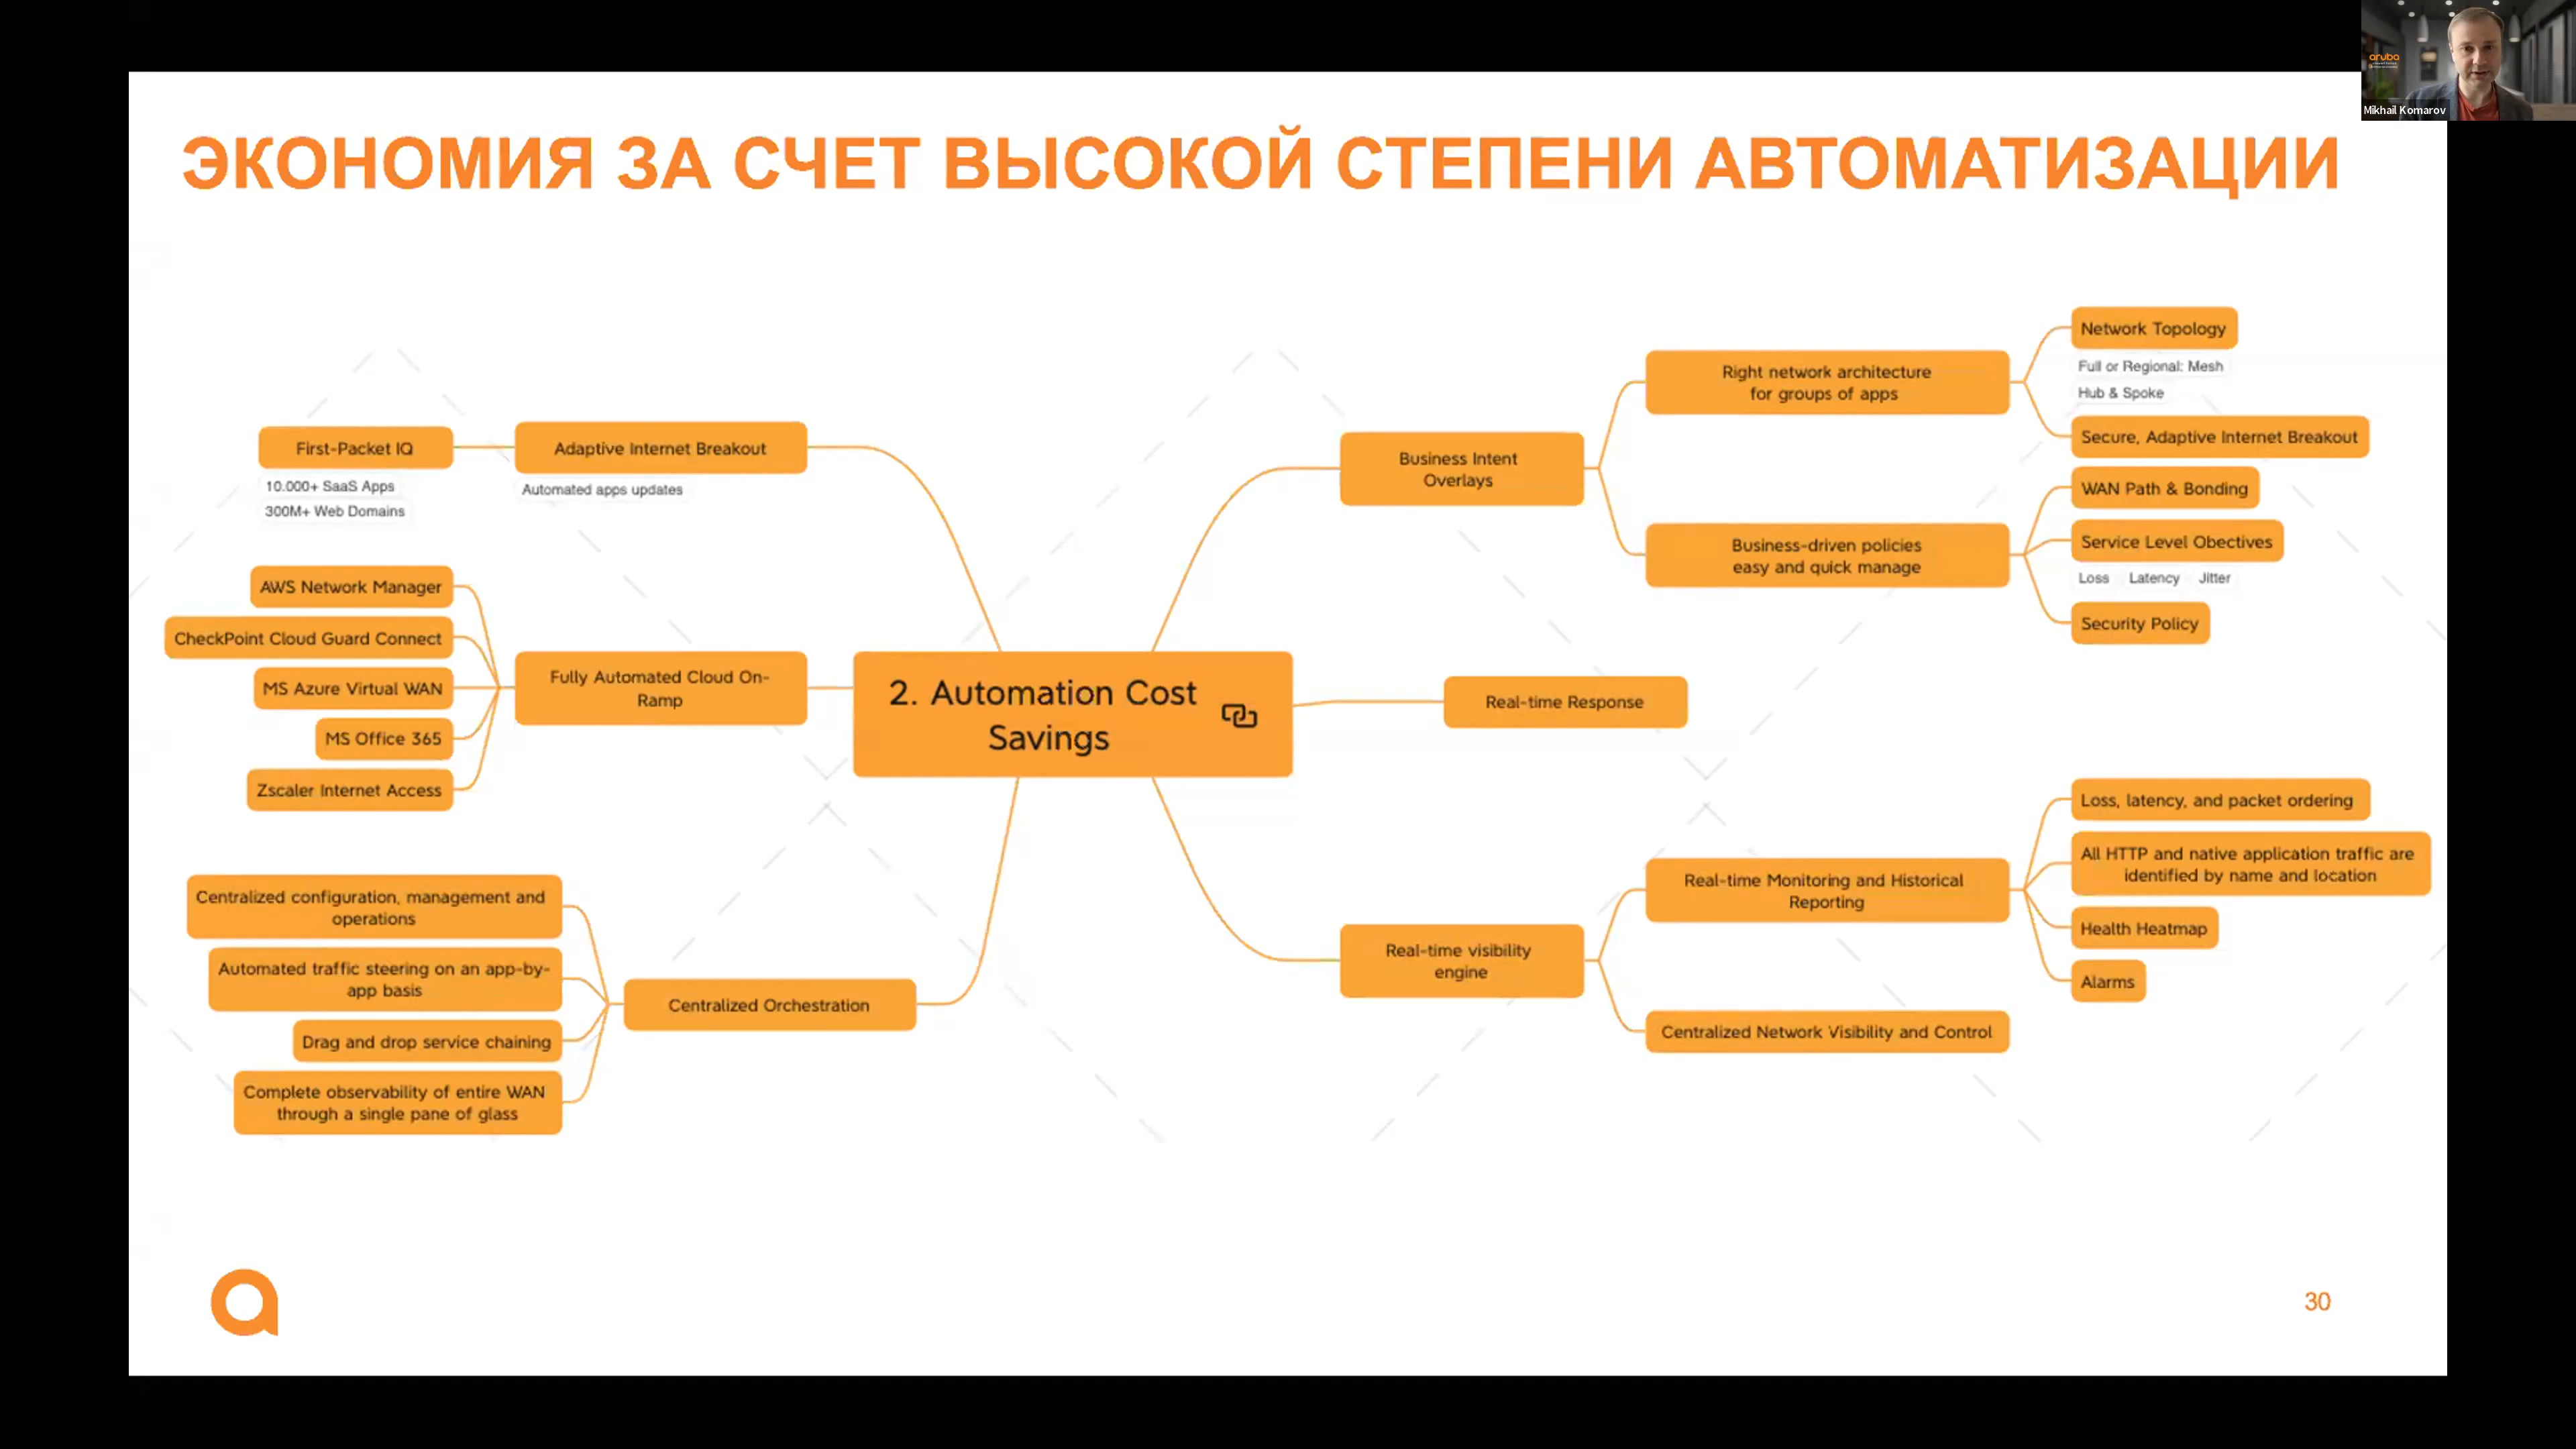 aruba
Mikhail Komarov
ЭКОНОМИЯ ЗА СЧЕТ ВЫСОКОЙ СТЕПЕНИ АВТОМАТИЗАЦИИ
First-Packet IQ
10.000+ SaaS Apps
300M+ Web Domains
Adaptive Internet Breakout
Automated apps updates
AWS Network Manager
CheckPoint Cloud Guard Connect
MS Azure Virtual WAN
MS Office 365
Zscaler Internet Access
Fully Automated Cloud On-
Ramp
Centralized configuration, management and
operations
Automated traffic steering on an app-by-
app basis
Drag and drop service chaining
Complete observability of entire WAN
through a single pane of glass
Centralized Orchestration
2. Automation Cost
Savings
Business Intent
Overlays
Right network architecture
for groups of apps
Network Topology
Full or Regional: Mesh
Hub & Spoke
Secure, Adaptive Internet Breakout
Business-driven policies
easy and quick manage
WAN Path & Bonding
Service Level Obectives
Loss Latency Jitter
Security Policy
Real-time Response
Real-time visibility
engine
Real-time Monitoring and Historical
Reporting
Loss, latency, and packet ordering
All HTTP and native application traffic are
identified by name and location
Health Heatmap
Alarms
Centralized Network Visibility and Control
30